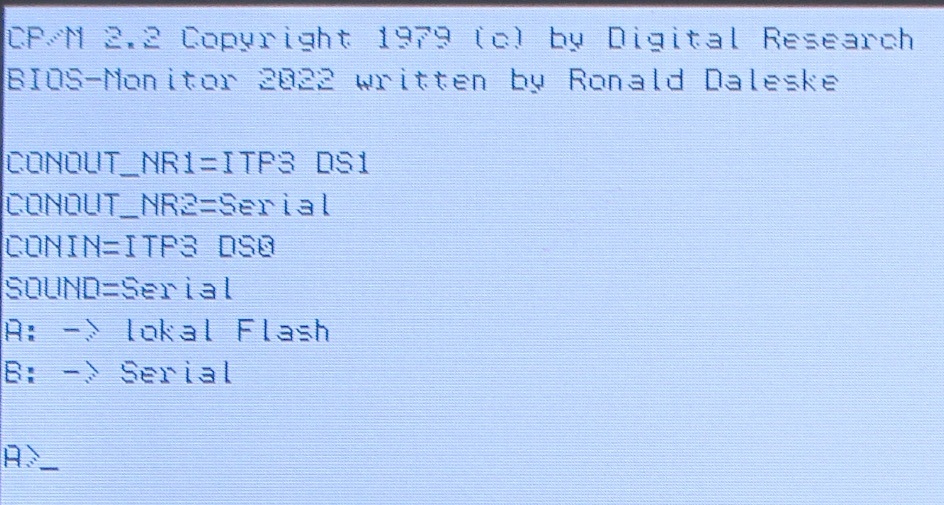 CP/M 2.2 Copyright 1979 (c) by Digital Research
BIOS-Monitor 2022 written by Ronald Daleske
CONOUT_NR1=ITP3 DS1
CONOUT_NR2=Serial
CONIN=ITP3 DS0
SOUND=Serial
A: -> lokal Flash
B: -> Serial
A>_